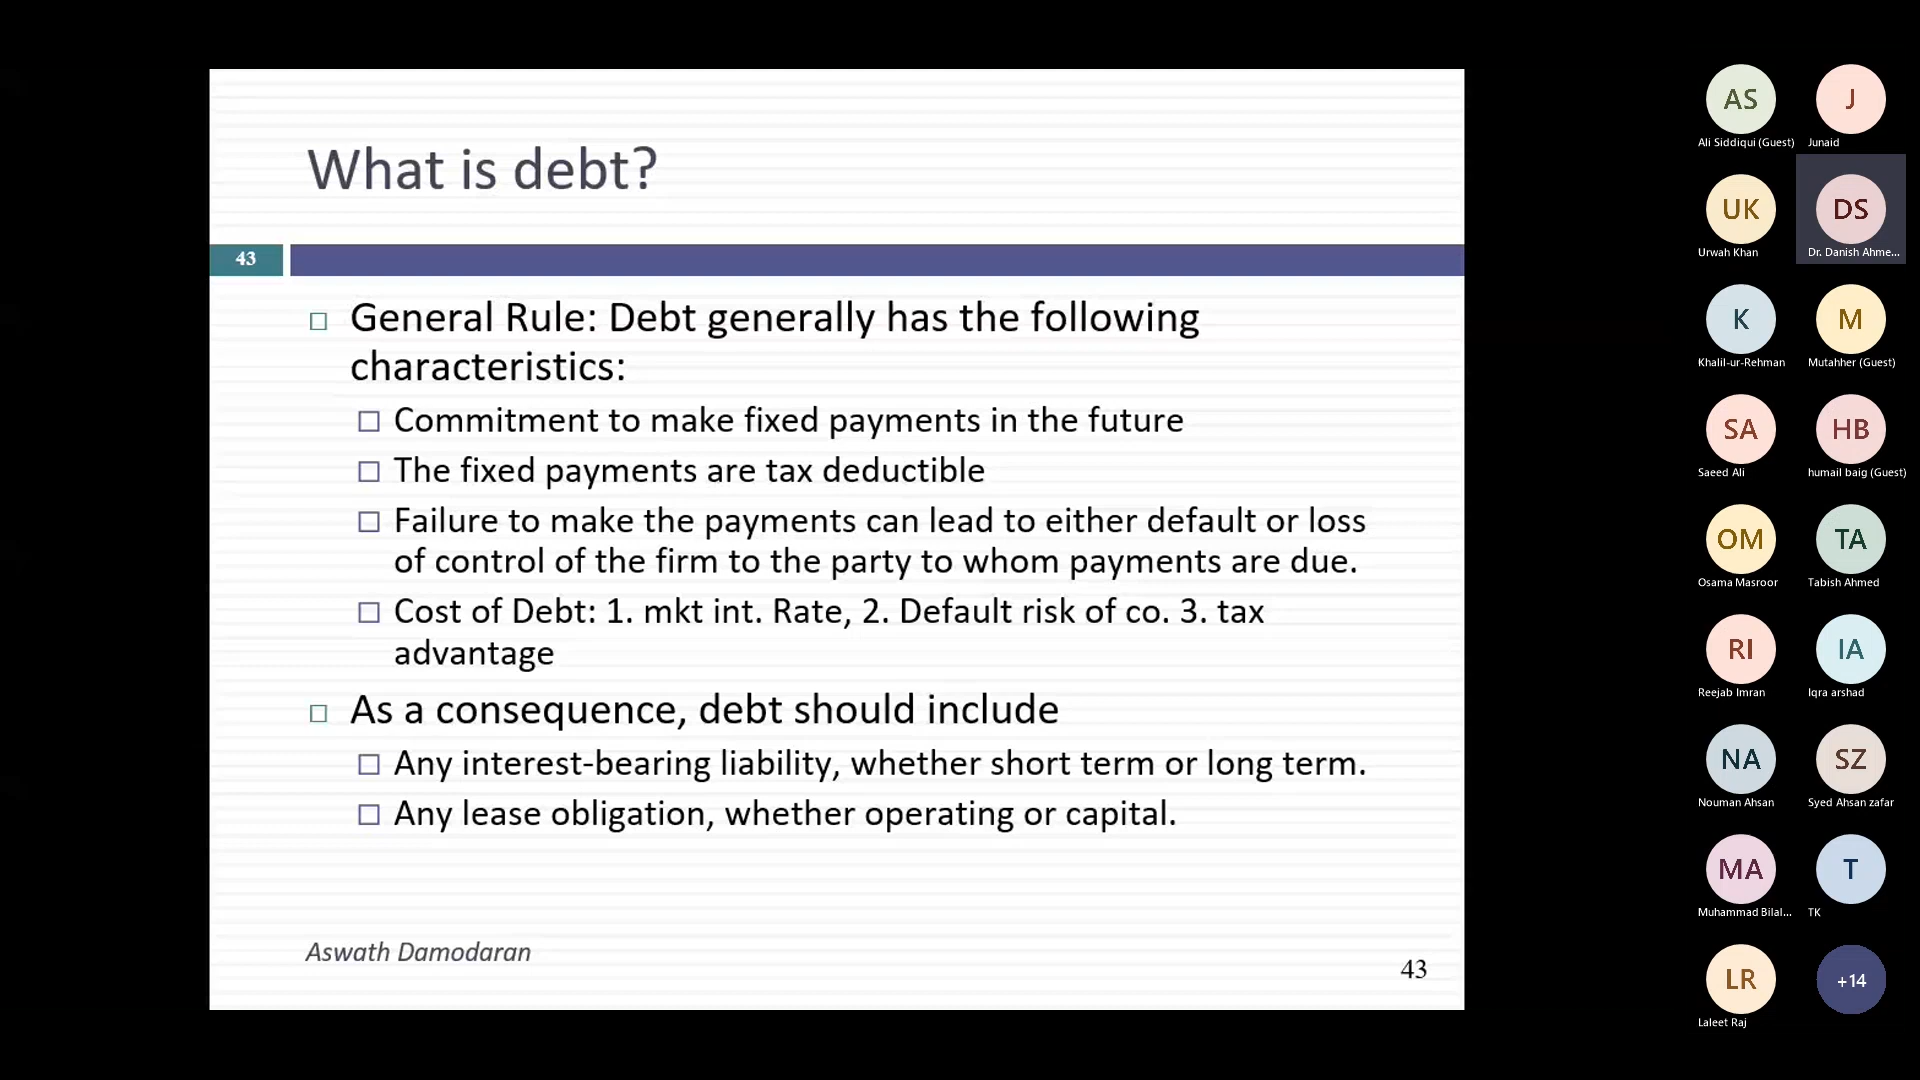 What is debt?
43
General Rule: Debt generally has the following
characteristics:
Commitment to make fixed payments in the future
The fixed payments are tax deductible
Failure to make the payments can lead to either default or loss
of control of the firm to the party to whom payments are due.
Cost of Debt: 1. mkt int. Rate, 2. Default risk of co. 3. tax
advantage
As a consequence, debt should include
Any interest-bearing liability, whether short term or long term.
Any lease obligation, whether operating or capital.
Aswath Damodaran
43
AS
J
Ali Siddiqui (Guest)
Junaid
UK
DS
Urwah Khan
Dr. Danish Ahme...
K
M
Khalil-ur-Rehman
Mutahher (Guest)
SA
HB
Saeed Ali
humail baig (Guest)
OM
TA
Osama Masroor
Tabish Ahmed
RI
IA
Reejab Imran
Iqra arshad
NA
SZ
Nouman Ahsan
Syed Ahsan zafar
MA
T
Muhammad Bilal...
TK
LR
+14
Laleet Raj